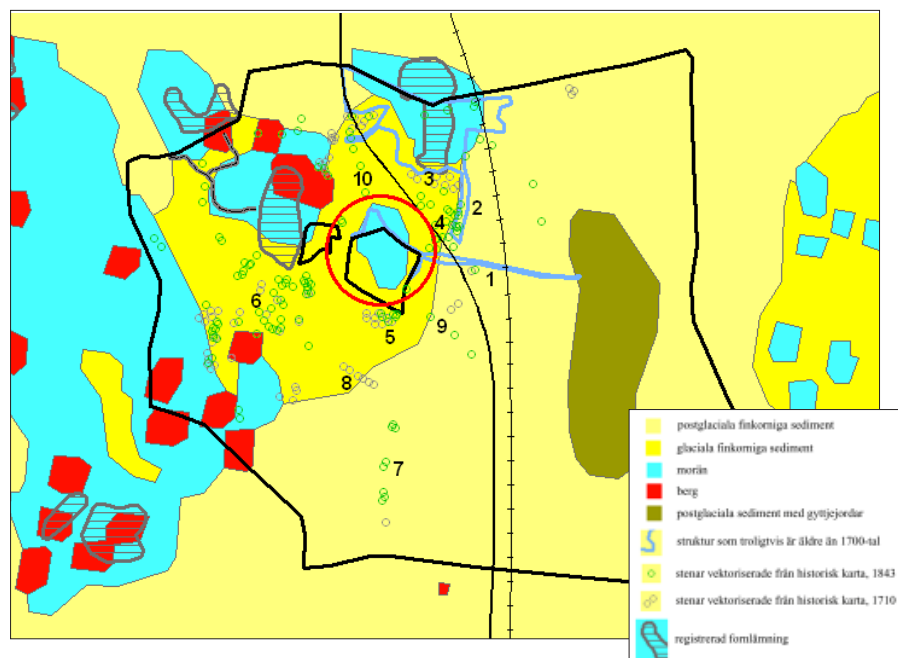 3
10
2
4
1
6
9
5
8
7
postglaciala finkorniga sediment
glaciala finkorniga sediment
morän
berg
postglaciala sediment med gyttjejordar
struktur som troligtvis är äldre än 1700-tal
stenar vektoriserade från historisk karta, 1843
stenar vektoriserade från historisk karta, 1710
registrerad fornlämning